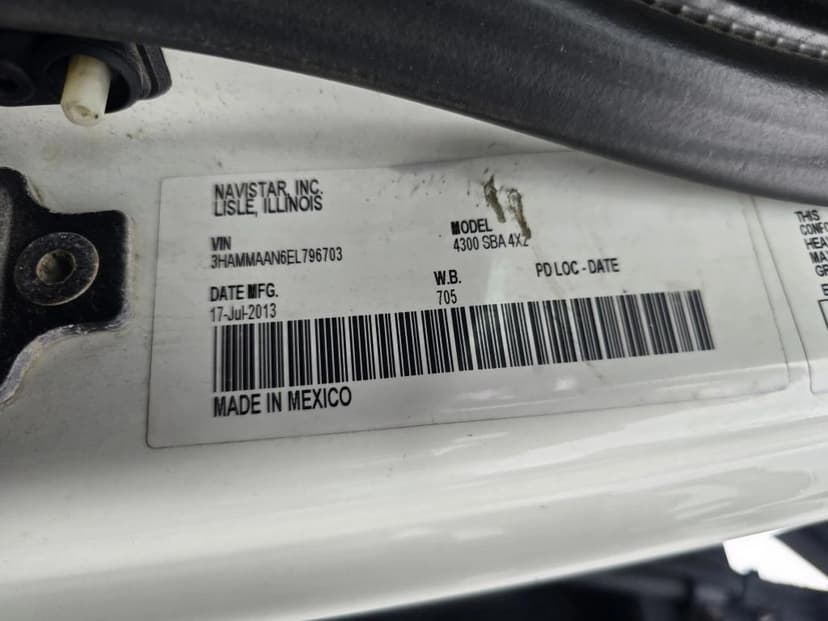 NAVISTAR, INC.
LISLE, ILLINOIS
VIN
3HAMMAAN6EL796703
MODEL
4300 SBA 4X2
DATE MFG.
17-Jul-2013
W.B.
705
PD LOC - DATE
MADE IN MEXICO
THIS